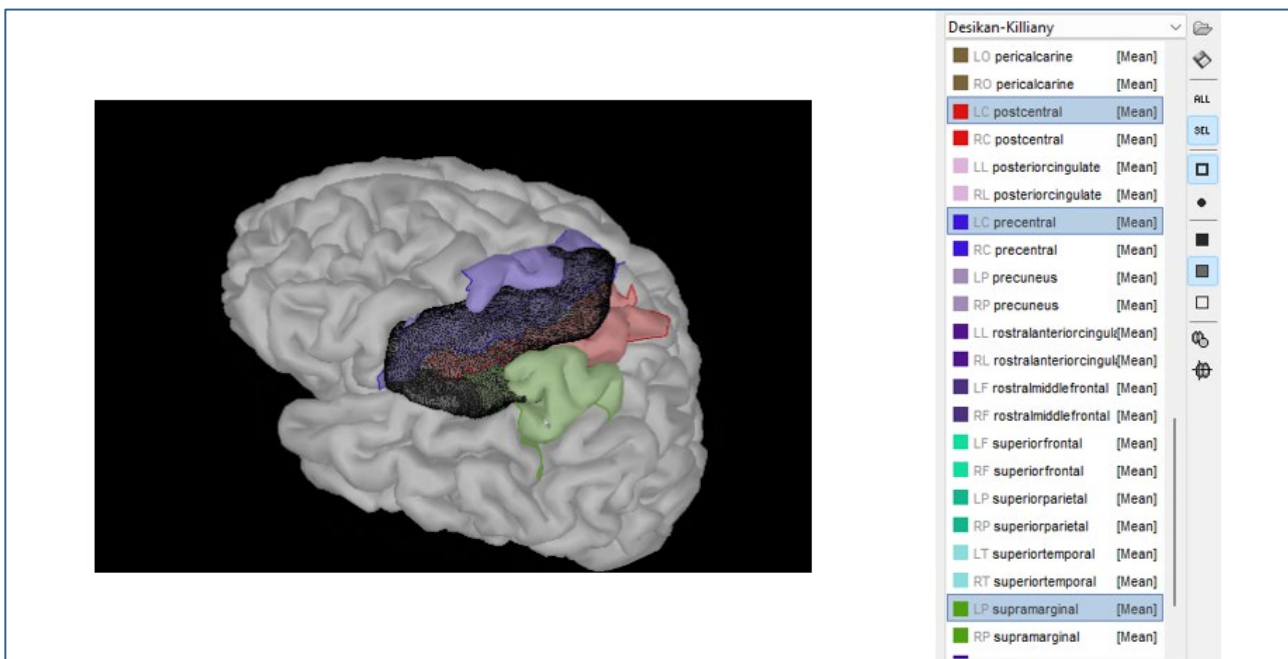 Desikan-Killiany
LO pericalcarine [Mean]
RO pericalcarine [Mean]
LC postcentral [Mean]
RC postcentral [Mean]
LL posteriorcingulate [Mean]
RL posteriorcingulate [Mean]
LC precentral [Mean]
RC precentral [Mean]
LP precuneus [Mean]
RP precuneus [Mean]
LL rostralanteriorcingula[Mean]
RL rostralanteriorcingula[Mean]
LF rostralmiddlefrontal [Mean]
RF rostralmiddlefrontal [Mean]
LF superiorfrontal [Mean]
RF superiorfrontal [Mean]
LP superiorparietal [Mean]
RP superiorparietal [Mean]
LT superiortemporal [Mean]
RT superiortemporal [Mean]
LP supramarginal [Mean]
RP supramarginal [Mean]
ALL
SEL